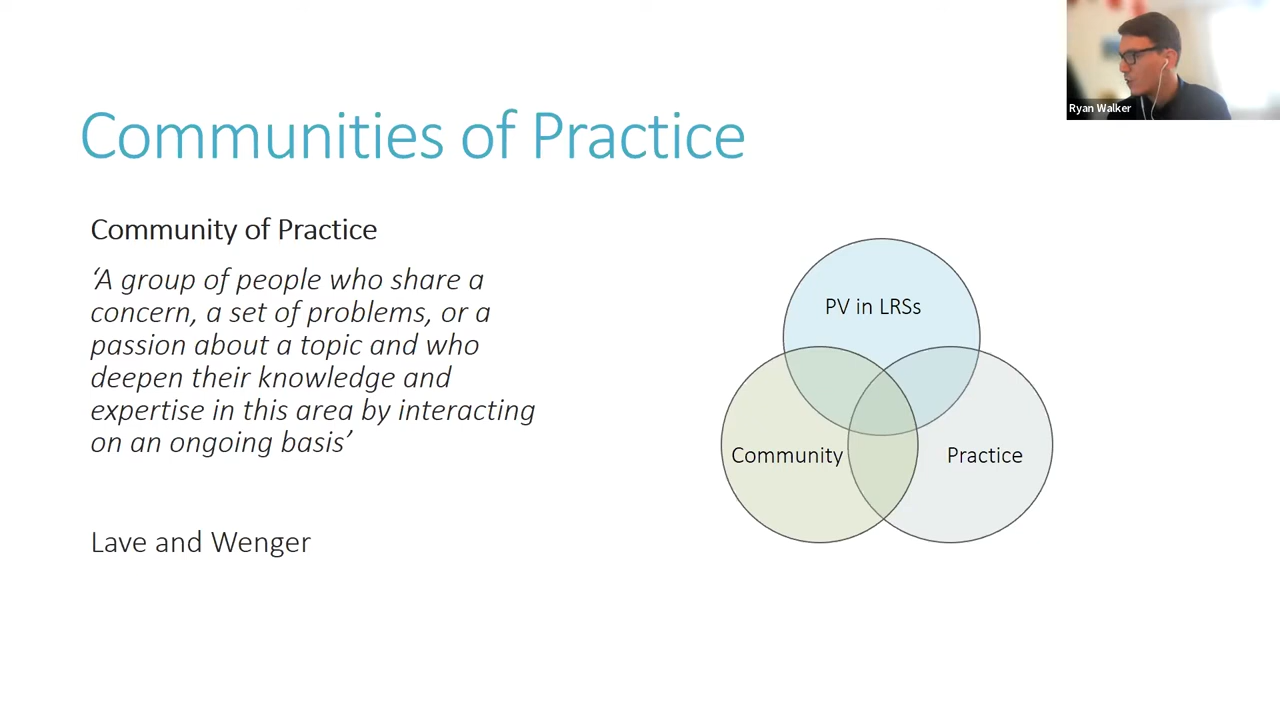 Ryan Walker
Communities of Practice
Community of Practice
‘A group of people who share a
concern, a set of problems, or a
passion about a topic and who
deepen their knowledge and
expertise in this area by interacting
on an ongoing basis’
Lave and Wenger
PV in LRSs
Community
Practice